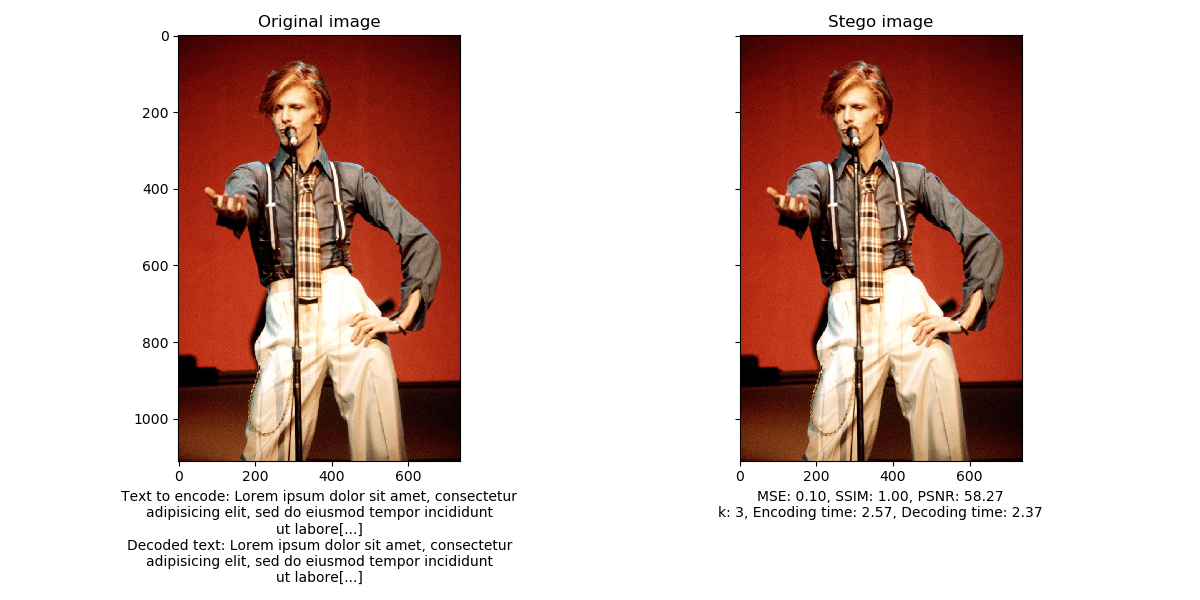 Original image
Stego image
0
200
400
600
800
1000
0 200 400 600
0 200 400 600
Text to encode: Lorem ipsum dolor sit amet, consectetur
adipisicing elit, sed do eiusmod tempor incididunt
ut labore[...]
Decoded text: Lorem ipsum dolor sit amet, consectetur
adipisicing elit, sed do eiusmod tempor incididunt
ut labore[...]
MSE: 0.10, SSIM: 1.00, PSNR: 58.27
k: 3, Encoding time: 2.57, Decoding time: 2.37